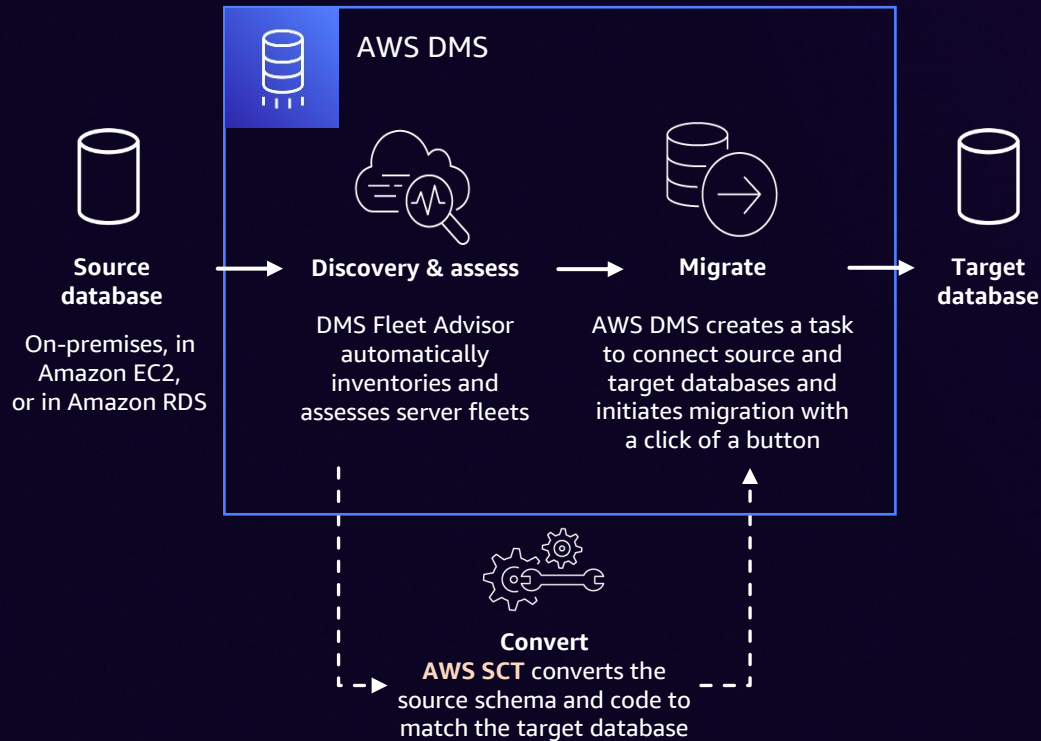 AWS DMS
Source
database
On-premises, in
Amazon EC2,
or in Amazon RDS
Discovery & assess
DMS Fleet Advisor
automatically
inventories and
assesses server fleets
Migrate
AWS DMS creates a task
to connect source and
target databases and
initiates migration with
a click of a button
Target
database
Convert
AWS SCT converts the
source schema and code to
match the target database